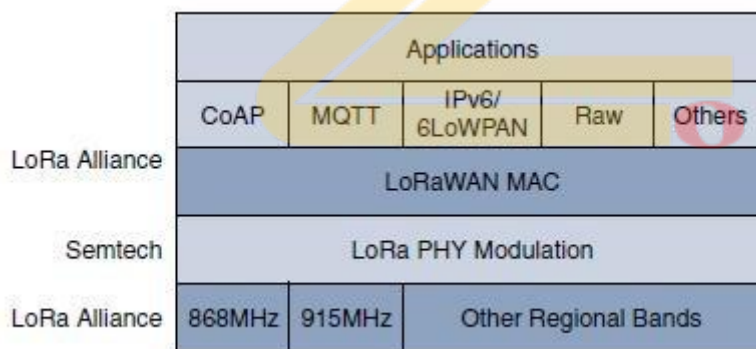 Applications
CoAP MQTT IPv6/ 6LoWPAN Raw Others
LoRa Alliance
LoRaWAN MAC
Semtech LoRa PHY Modulation
LoRa Alliance 868MHz 915MHz Other Regional Bands